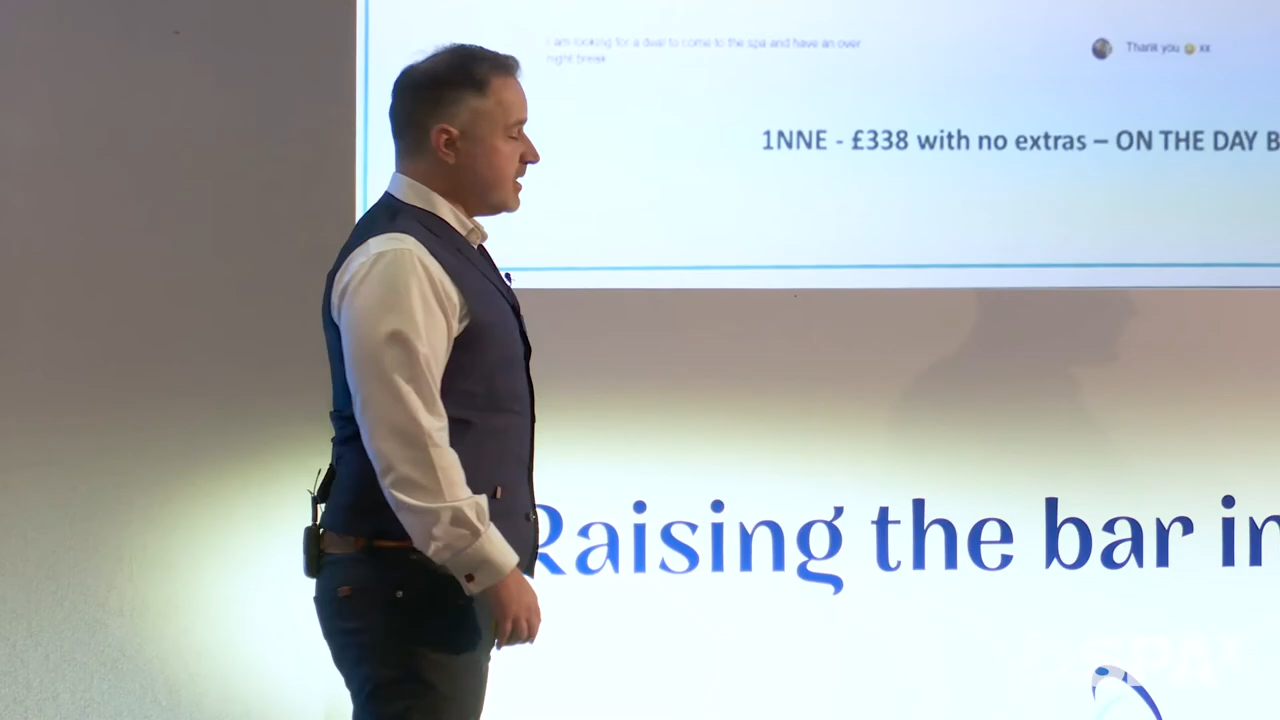 I am looking for a dual to come to the spa and have an over
night break
Thank you xx
1NNE - £338 with no extras – ON THE DAY B
Raising the bar in
SPA